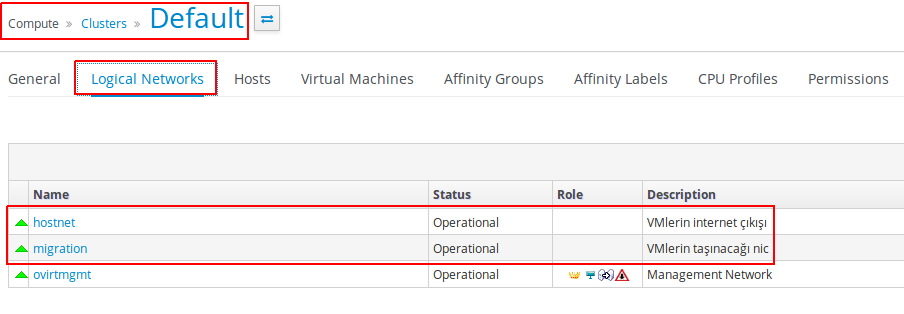 Compute » Clusters » Default
General Logical Networks Hosts Virtual Machines Affinity Groups Affinity Labels CPU Profiles Permissions
Name Status Role Description
hostnet Operational VMlerin internet çıkışı
migration Operational VMlerin taşınacağı nic
ovirtmgmt Operational Management Network